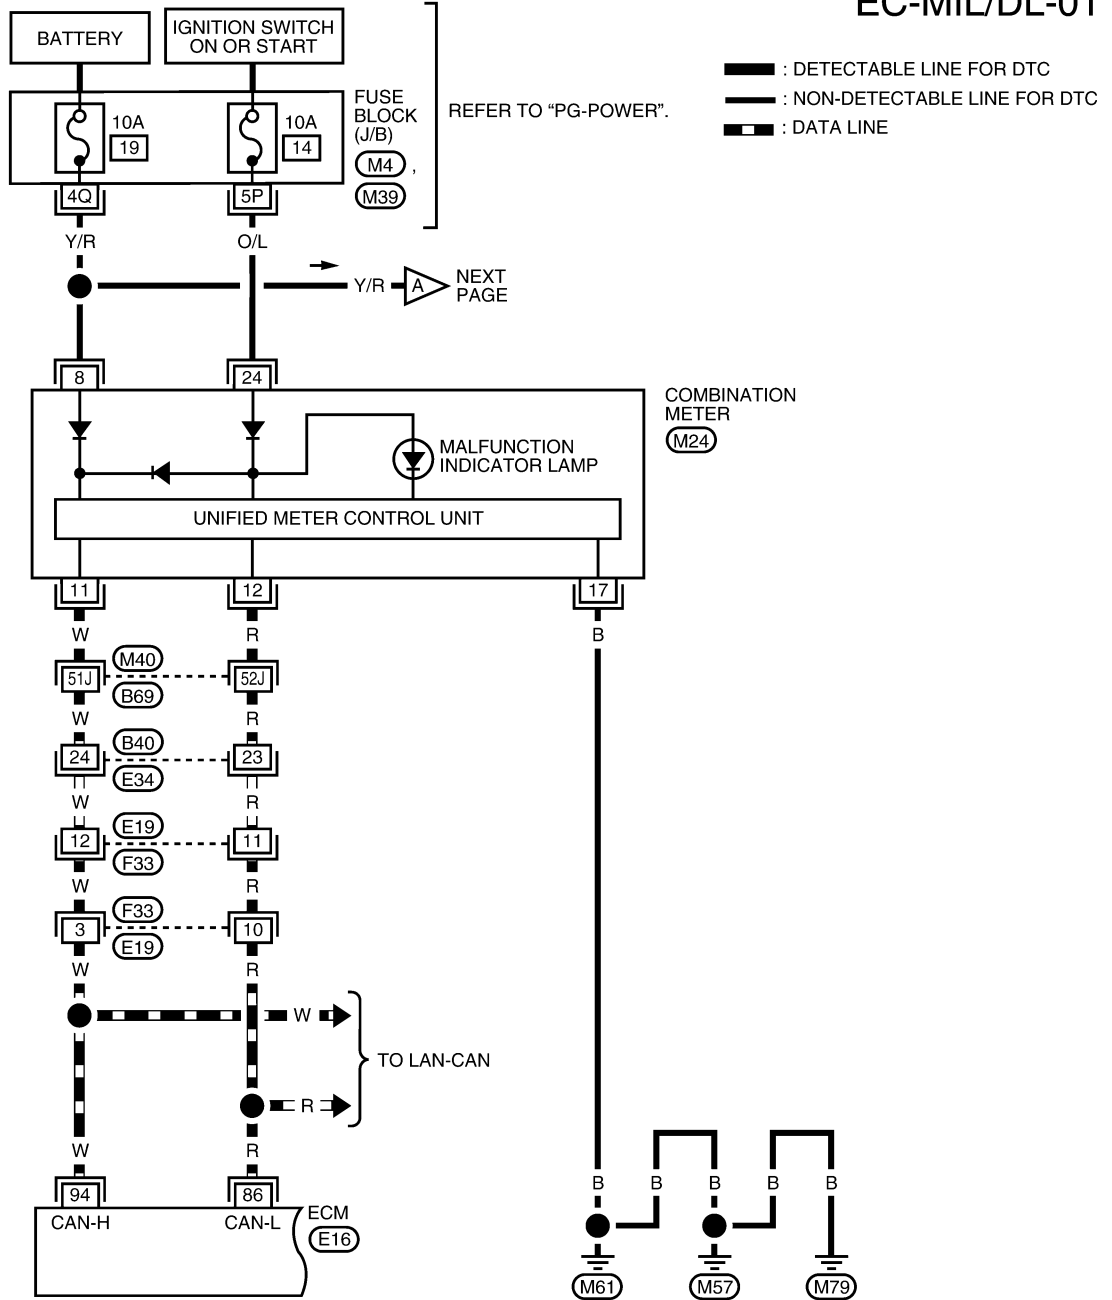 EC-MIL/DL-01
BATTERY
IGNITION SWITCH
ON OR START
: DETECTABLE LINE FOR DTC
: NON-DETECTABLE LINE FOR DTC
: DATA LINE
10A
19
10A
14
FUSE
BLOCK
(J/B)
M4 ,
M39
REFER TO “PG-POWER”.
4Q
5P
Y/R
O/L
Y/R
A
NEXT
PAGE
8
24
COMBINATION
METER
M24
MALFUNCTION
INDICATOR LAMP
UNIFIED METER CONTROL UNIT
11
12
17
W
R
B
M40
51J
52J
B69
W
R
B40
24
23
E34
W
R
E19
12
11
F33
W
R
F33
3
10
E19
W
R
W
TO LAN-CAN
R
W
R
94
86
CAN-H
CAN-L
ECM
E16
B
B
B
B
B
M61
M57
M79